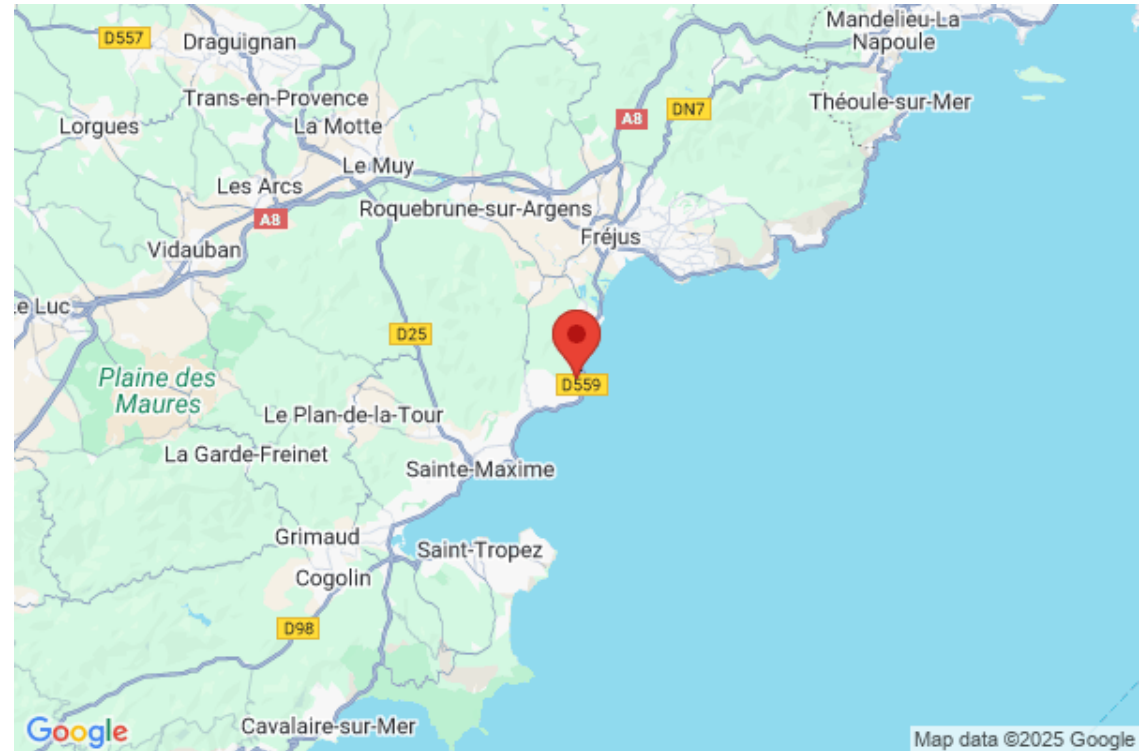 Mandelieu-La
Napoule
D557
Draguignan
Théoule-sur-Mer
Trans-en-Provence
A8
DN7
Lorgues
La Motte
Le Muy
Les Arcs
Roquebrune-sur-Argens
A8
Fréjus
Vidauban
e Luc
D25
Plaine des
Maures
D559
Le Plan-de-la-Tour
La Garde-Freinet
Sainte-Maxime
Grimaud
Saint-Tropez
Cogolin
D98
Cavalaire-sur-Mer
Google
Map data ©2025 Google